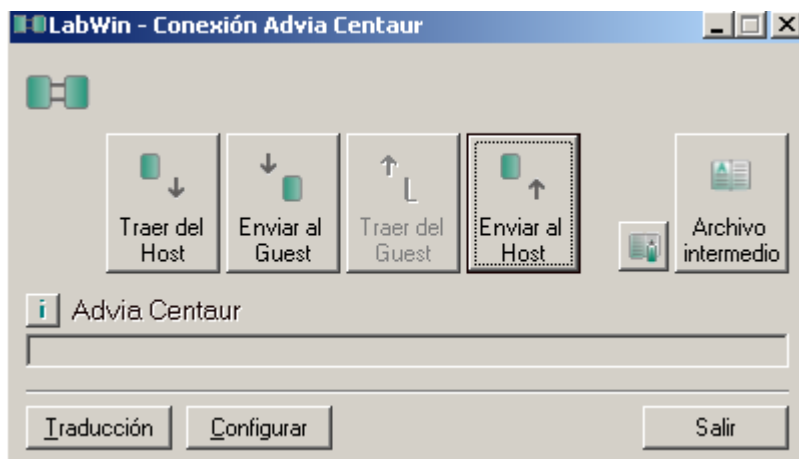 LabWin - Conexión Advia Centaur
Traer del
Host
Enviar al
Guest
Traer del
Guest
Enviar al
Host
Archivo
intermedio
i Advia Centaur
Traducción
Configurar
Salir